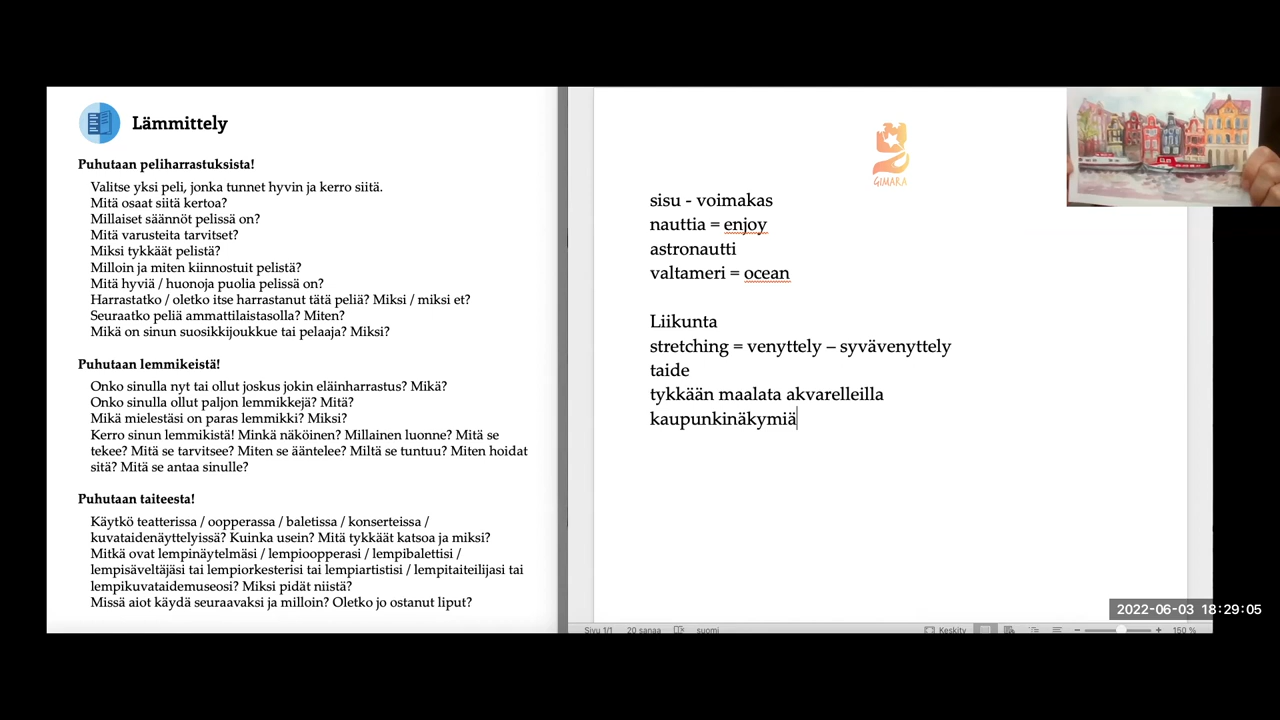 Lämmittely
Puhutaan peliharrastuksista!
Valitse yksi peli, jonka tunnet hyvin ja kerro siitä.
Mitä osaat siitä kertoa?
Millaiset säännöt pelissä on?
Mitä varusteita tarvitset?
Miksi tykkäät pelistä?
Milloin ja miten kiinnostuit pelistä?
Mitä hyviä / huonoja puolia pelissä on?
Harrastatko / oletko itse harrastanut tätä peliä? Miksi / miksi et?
Seuraatko peliä ammattilaistasolla? Miten?
Mikä on sinun suosikkijoukkue tai pelaaja? Miksi?
Puhutaan lemmikeistä!
Onko sinulla nyt tai ollut joskus jokin eläinharrastus? Mikä?
Onko sinulla ollut paljon lemmikkejä? Mitä?
Mikä mielestäsi on paras lemmikki? Miksi?
Kerro sinun lemmikistä! Minkä näköinen? Millainen luonne? Mitä se
tekee? Mitä se tarvitsee? Miten se ääntelee? Miltä se tuntuu? Miten hoidat
sitä? Mitä se antaa sinulle?
Puhutaan taiteesta!
Käytkö teatterissa / oopperassa / baletissa / konserteissa /
kuvataidenäyttelyissä? Kuinka usein? Mitä tykkäät katsoa ja miksi?
Mitkä ovat lempinäytelmäsi / lempioopperasi / lempibalettisi /
lempisäveltäjäsi tai lempiorkesterisi tai lempiartistisi / lempitaiteilijasi tai
lempikuvataidemuseosi? Miksi pidät niistä?
Missä aiot käydä seuraavaksi ja milloin? Oletko jo ostanut liput?
GIMARA
sisu - voimakas
nauttia = enjoy
astronautti
valtameri = ocean
Liikunta
stretching = venyttely – syvävenyttely
taide
tykkään maalata akvarelleilla
kaupunkinäkymiä
2022-06-03 18:29:05
Sivu 1/1 20 sanaa suomi Keskity 150 %